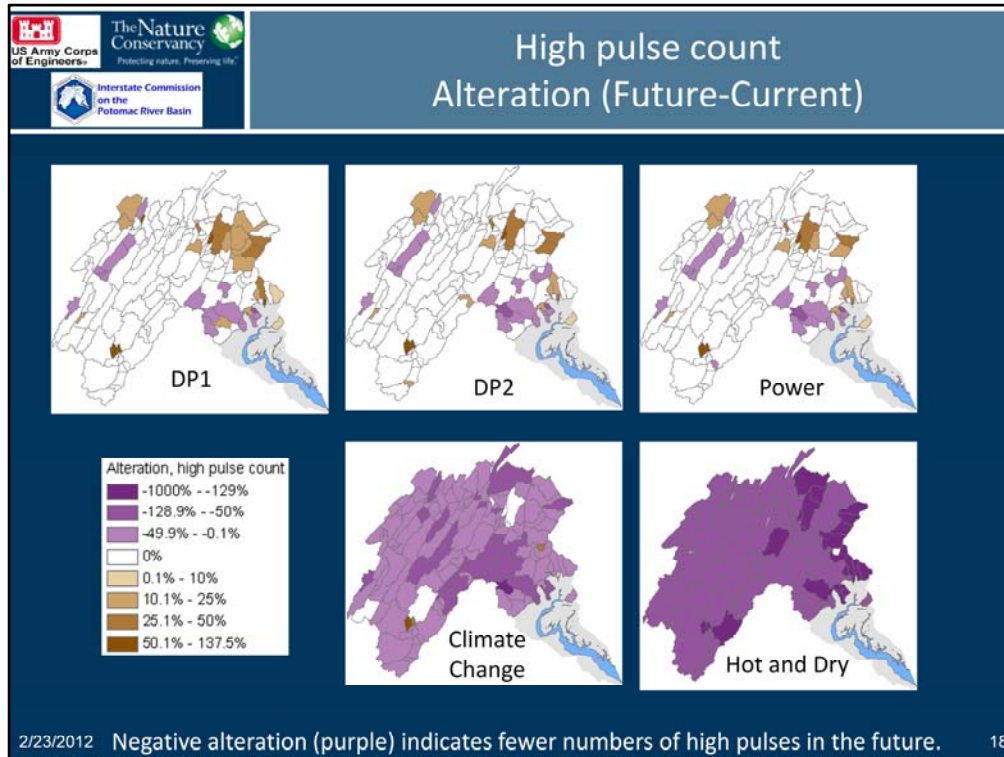 US Army Corps
of Engineers®
The Nature
Conservancy
Protecting nature. Preserving life.
Interstate Commission
on the
Potomac River Basin
High pulse count
Alteration (Future-Current)
DP1
DP2
Power
Alteration, high pulse count
-1000% - -129%
-128.9% - -50%
-49.9% - -0.1%
0%
0.1% - 10%
10.1% - 25%
25.1% - 50%
50.1% - 137.5%
Climate
Change
Hot and Dry
2/23/2012 Negative alteration (purple) indicates fewer numbers of high pulses in the future. 18